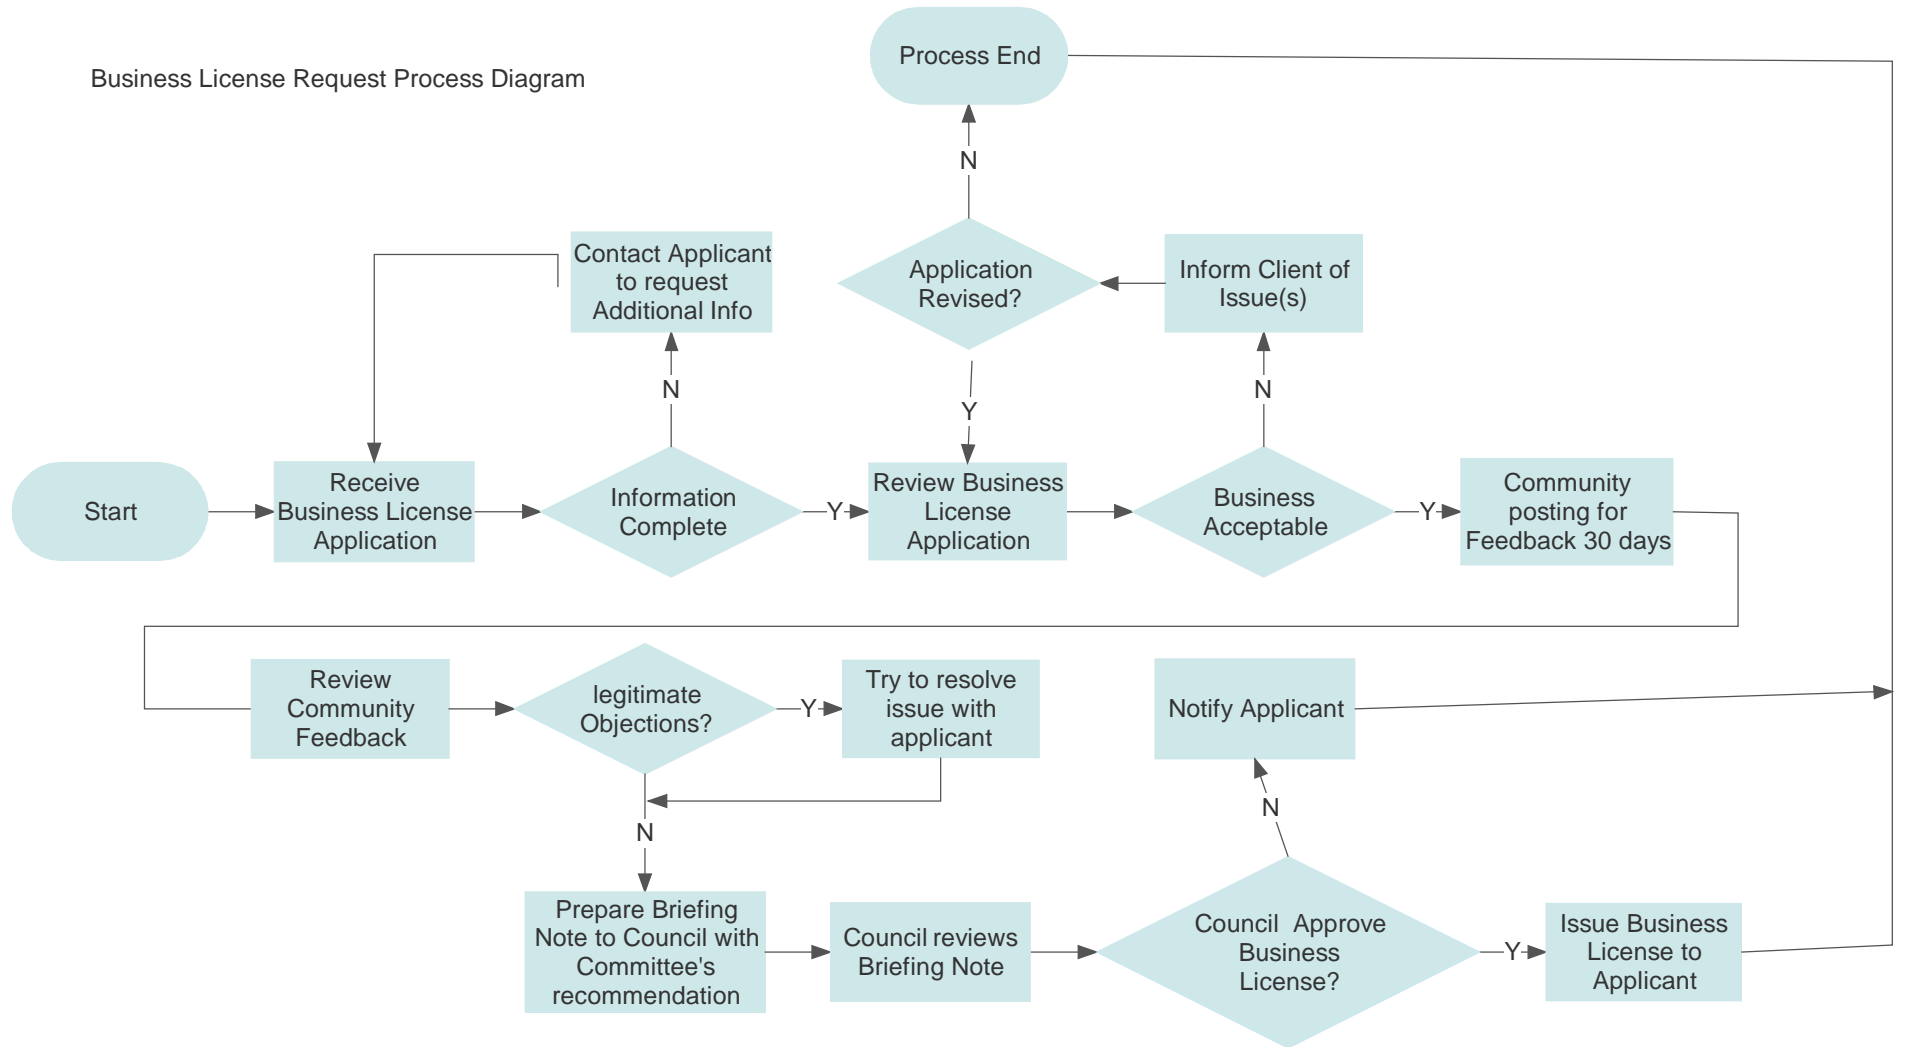 Process End
Business License Request Process Diagram
N
Contact Applicant
to request
Additional Info
Application
Revised?
Inform Client of
Issue(s)
N
Y
N
Start
Receive
Business License
Application
Information
Complete
Y
Review Business
License
Application
Business
Acceptable
Y
Community
posting for
Feedback 30 days
Review
Community
Feedback
legitimate
Objections?
Y
Try to resolve
issue with
applicant
Notify Applicant
N
N
Prepare Briefing
Note to Council with
Committee's
recommendation
Council reviews
Briefing Note
Council Approve
Business
License?
Y
Issue Business
License to
Applicant